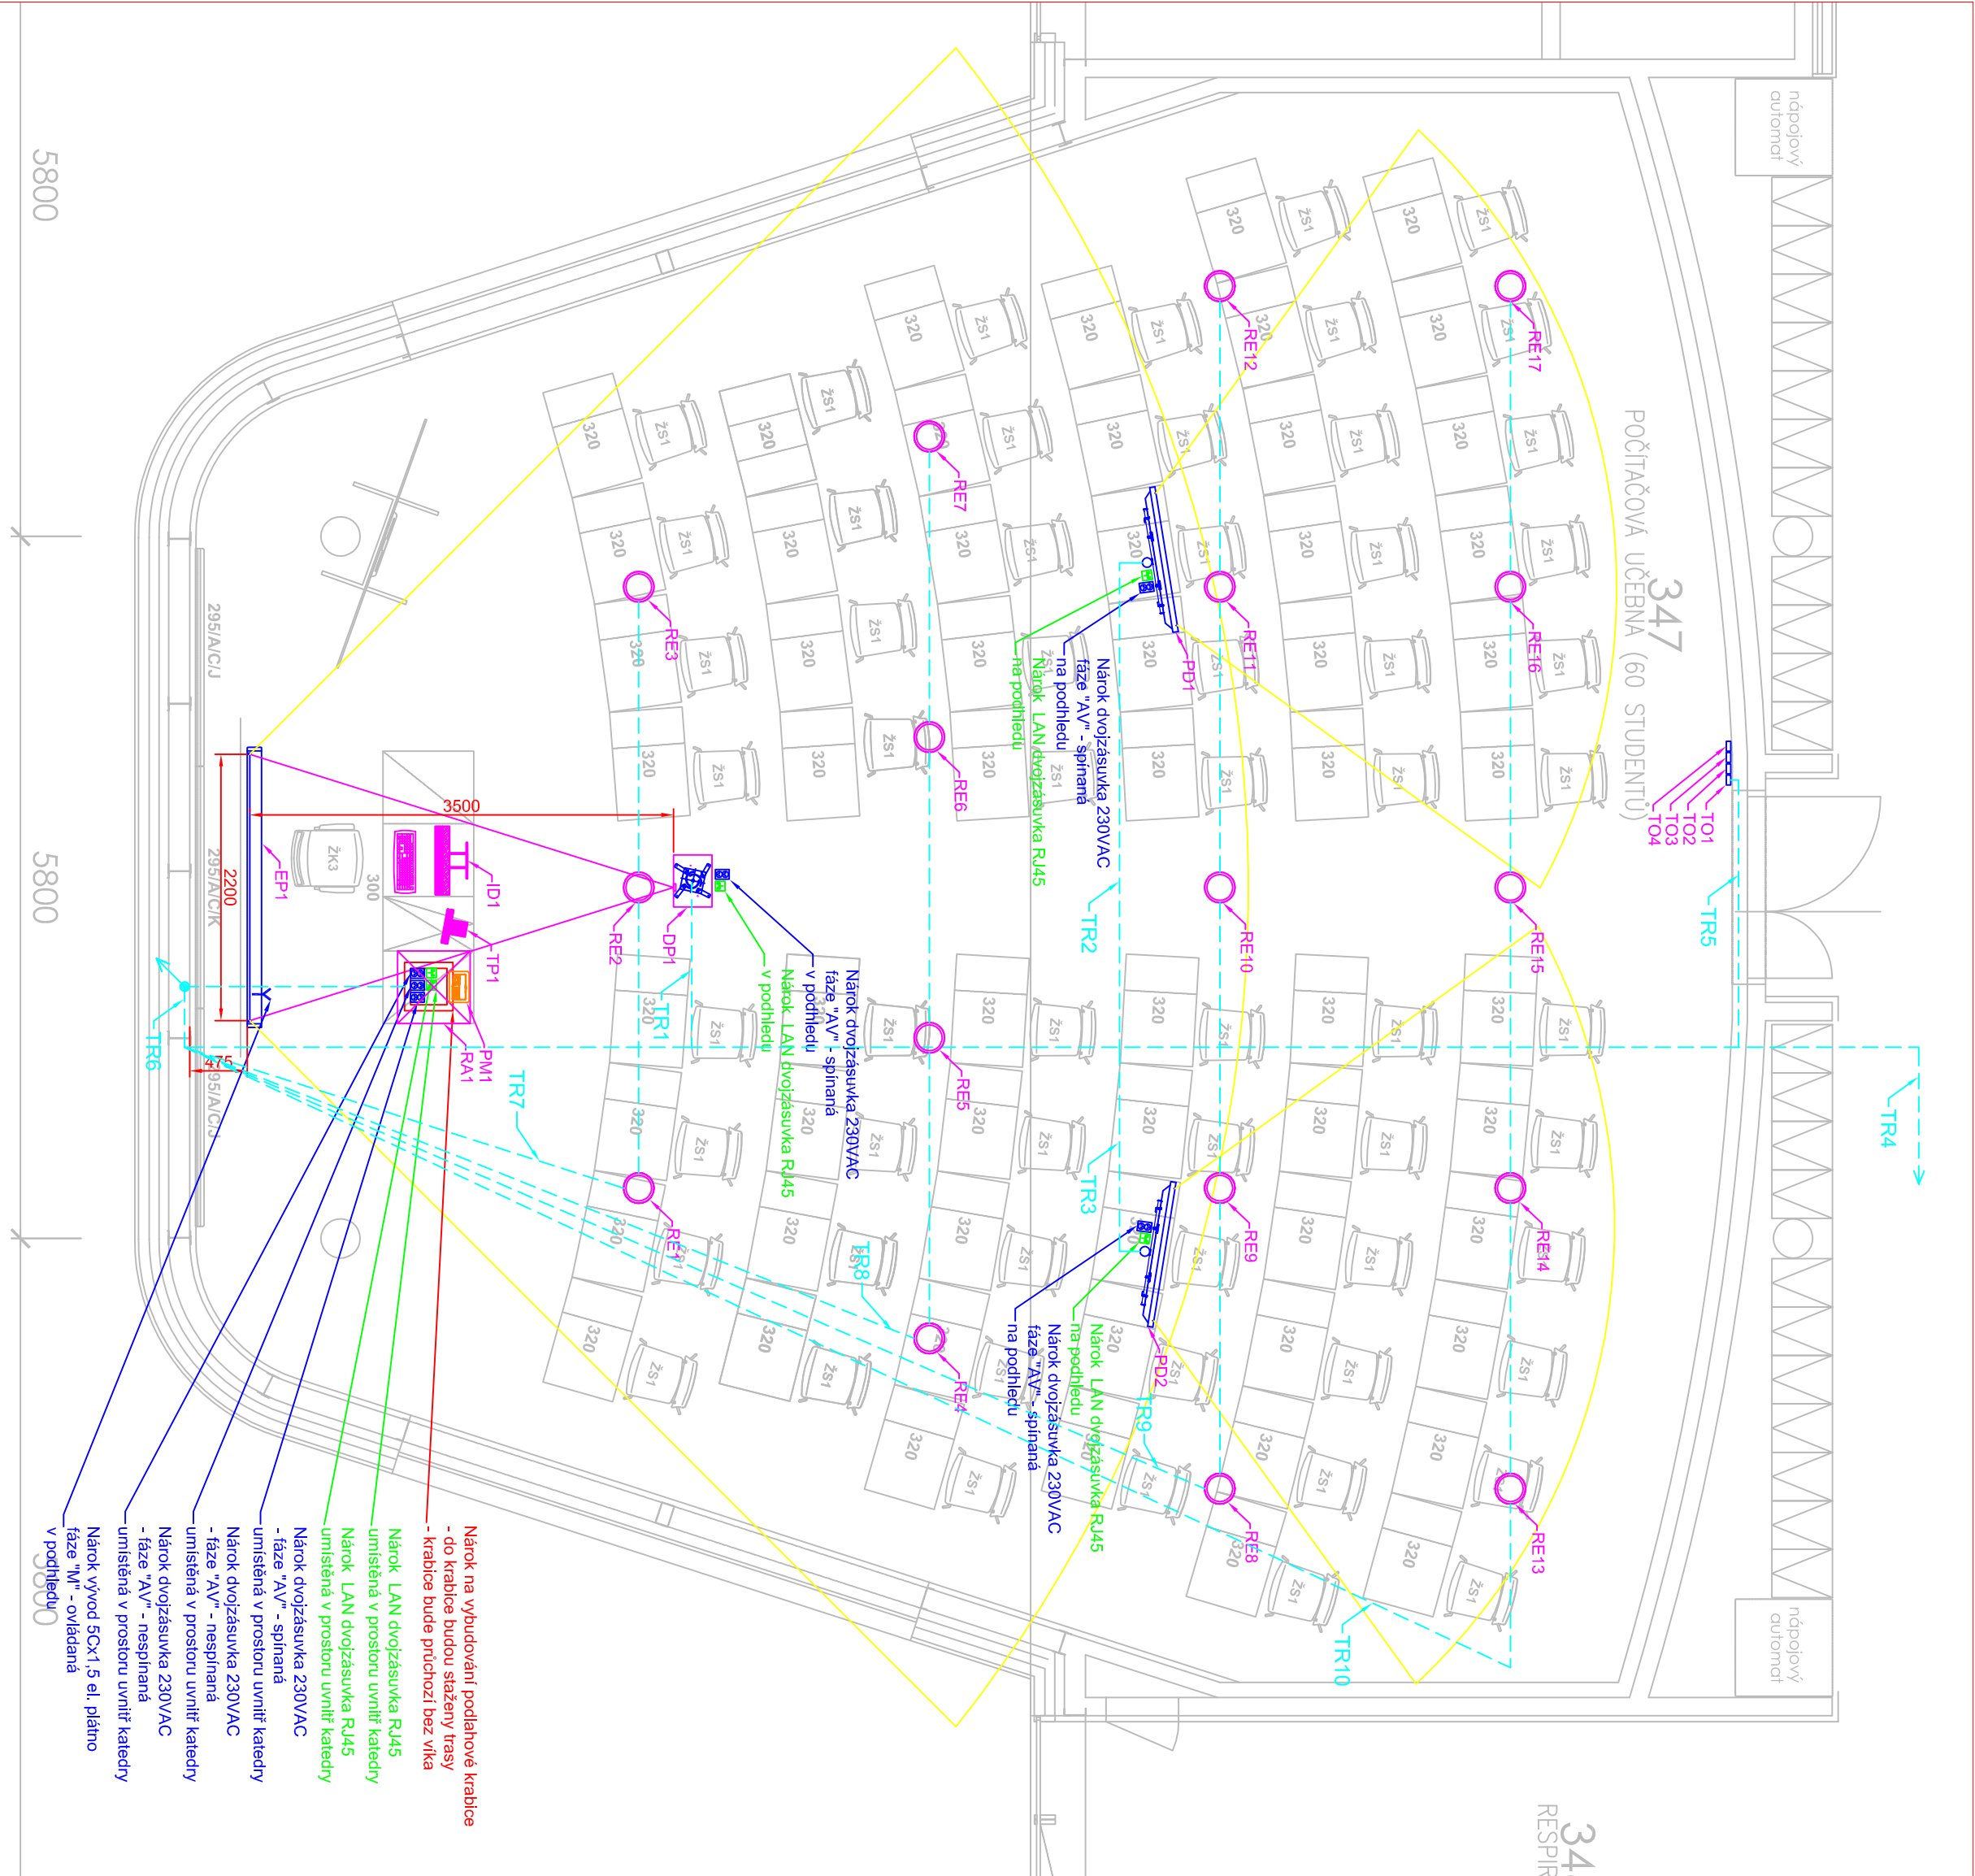 nápojový
automat
347
POČÍTAČOVÁ UČEBNA (60 STUDENTŮ)
TO1
TO2
TO3
TO4
TR5
TR4
nápojový
automat
RE17
RE16
RE15
RE14
RE13
RE12
RE11
RE10
RE9
RE8
TR10
PD1
Nárok dvojzásuvka 230VAC
fáze "AV" - spínaná
na podhledu
Nárok  LAN dvojzásuvka RJ45
na podhledu
TR2
TR3
PD2
Nárok  LAN dvojzásuvka RJ45
na podhledu
Nárok dvojzásuvka 230VAC
fáze "AV" - spínaná
na podhledu
TR9
RE7
RE6
RE5
RE4
TR8
Nárok dvojzásuvka 230VAC
fáze "AV" - spínaná
v podhledu
Nárok  LAN dvojzásuvka RJ45
v podhledu
RE3
RE2
DP1
TR1
RE1
TR7
3500
2200
475
ID1
TP1
PM1
RA1
EP1
ŽK3
300
TR6
295/A/C/J
295/A/C/K
295/A/C/J
320
ŽS1
Nárok na vybudování podlahové krabice
- do krabice budou staženy trasy
- krabice bude průchozí bez víka
Nárok  LAN dvojzásuvka RJ45
umístěná v prostoru uvnitř katedry
Nárok  LAN dvojzásuvka RJ45
umístěná v prostoru uvnitř katedry
Nárok dvojzásuvka 230VAC
- fáze "AV" - spínaná
umístěná v prostoru uvnitř katedry
Nárok dvojzásuvka 230VAC
- fáze "AV" - nespínaná
umístěná v prostoru uvnitř katedry
Nárok dvojzásuvka 230VAC
- fáze "AV" - nespínaná
umístěná v prostoru uvnitř katedry
Nárok vývod 5Cx1,5 el. plátno
fáze "M" - ovládaná
v podhledu
5800
5800
5800
34
RESPIR